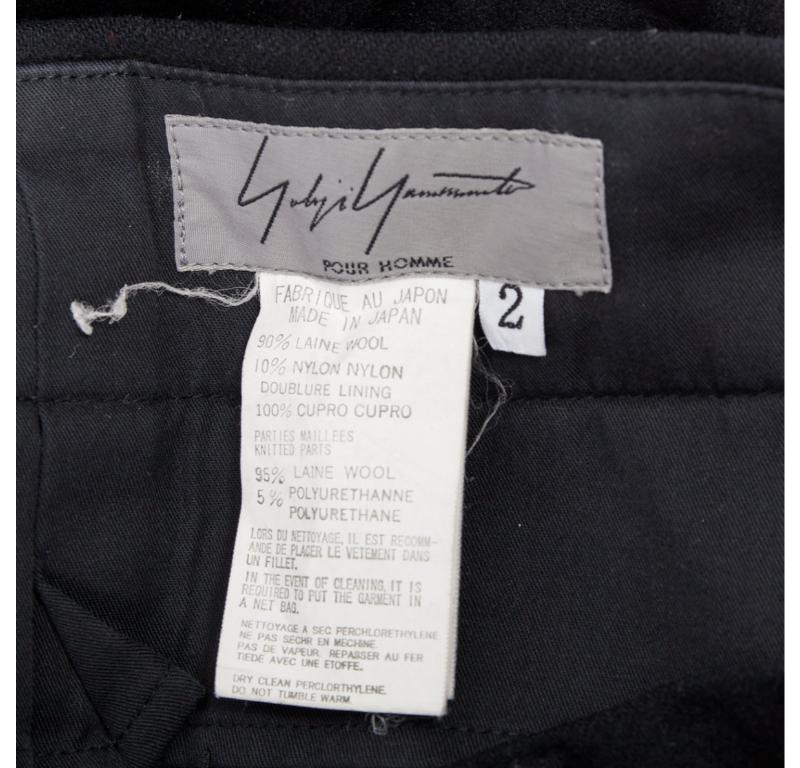 Yohji Yamamoto
POUR HOMME
2
FABRIQUE AU JAPON
MADE IN JAPAN
90% LAINE WOOL
10% NYLON NYLON
DOUBLURE LINING
100% CUPRO CUPRO
PARTIES MAILLEES
KNITTED PARTS
95% LAINE WOOL
5% POLYURETHANNE
POLYURETHANE
LORS DU NETTOYAGE, IL EST RECOMM-
ANDE DE PLACER LE VETEMENT DANS
UN FILLET.
IN THE EVENT OF CLEANING, IT IS
REQUIRED TO PUT THE GARMENT IN
A NET BAG.
NETTOYAGE A SEC PERCHLORETHYLENE
NE PAS SECHR EN MECHINE
PAS DE VAPEUR. REPASSER AU FER
TIEDE AVEC UNE ETOFFE.
DRY CLEAN PERCLORTHYLENE.
DO NOT TUMBLE WARM.